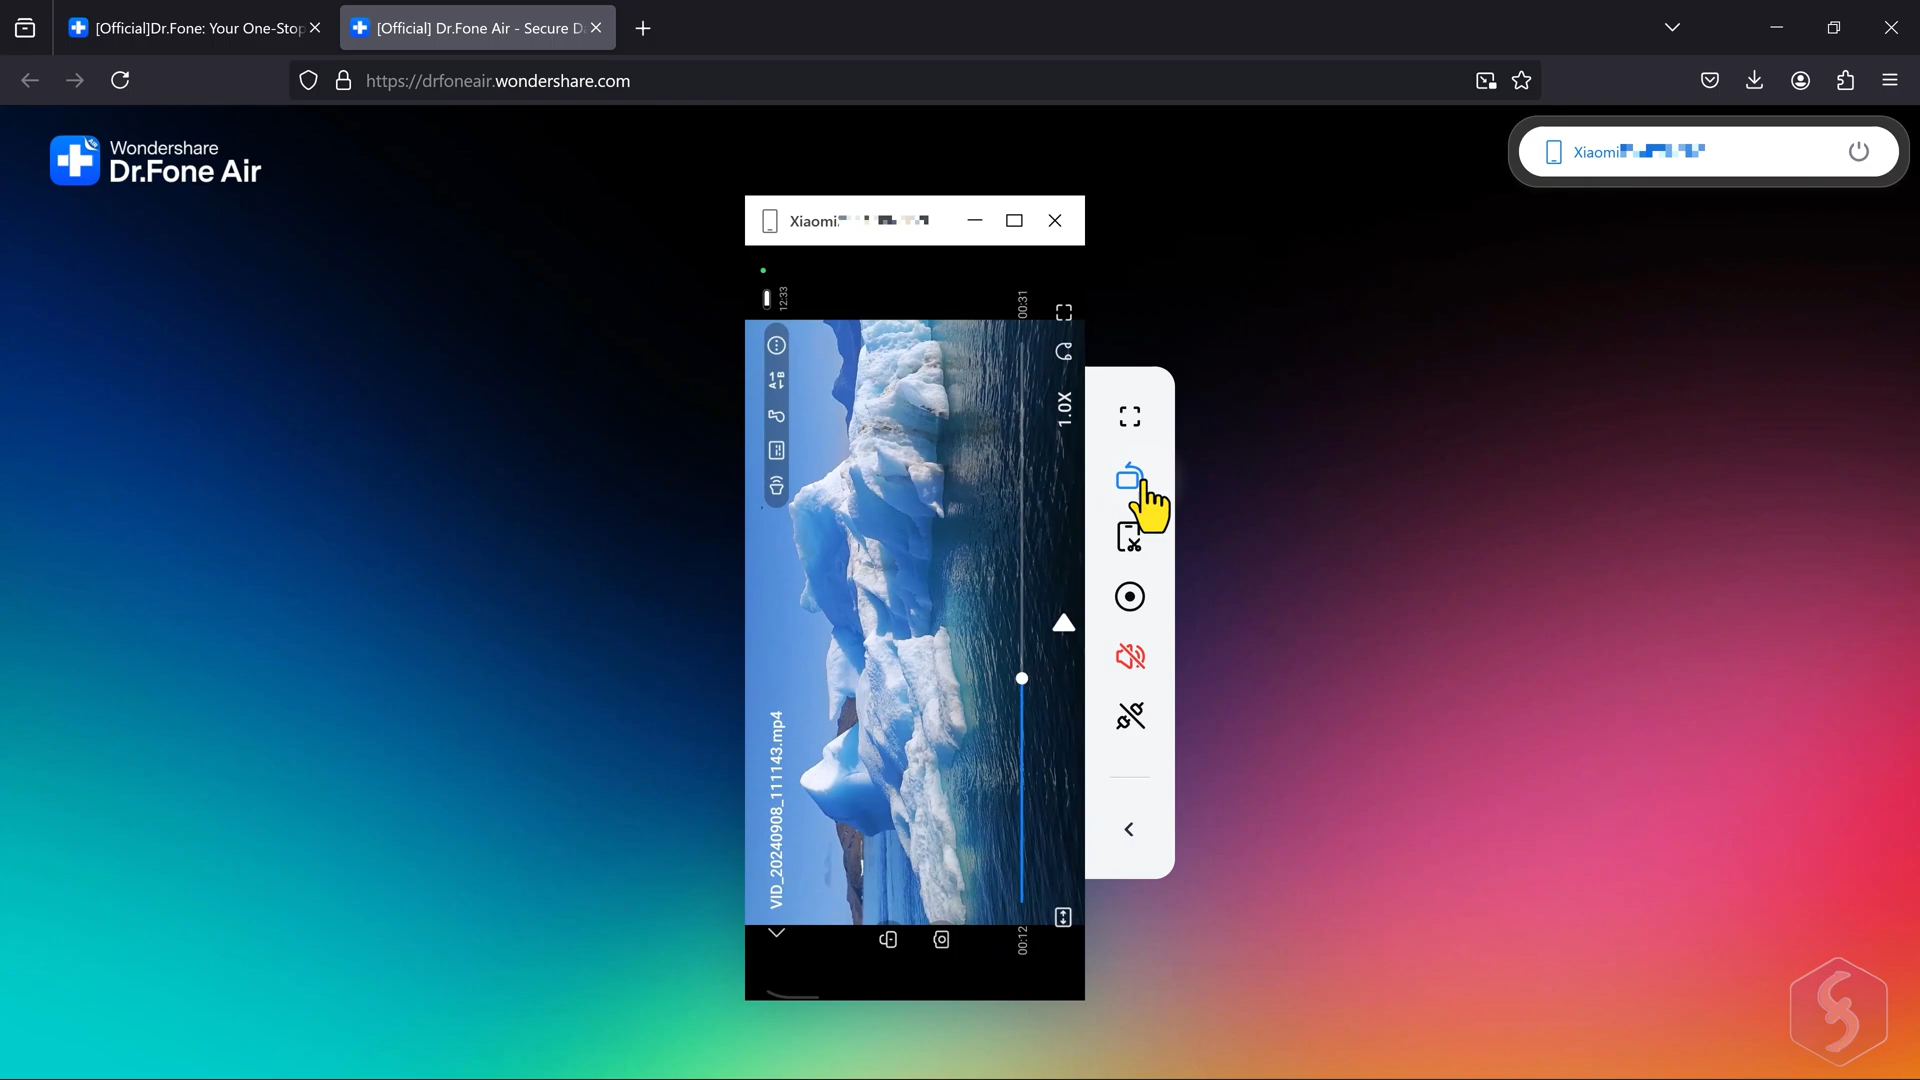 [Official]Dr.Fone: Your One-Stop
[Official] Dr.Fone Air - Secure D
https://drfoneair.wondershare.com
Wondershare
Dr.Fone Air
Xiaomi
Xiaomi
12:33
00:31
A B
1.0X
VID_20240908_111143.mp4
00:12